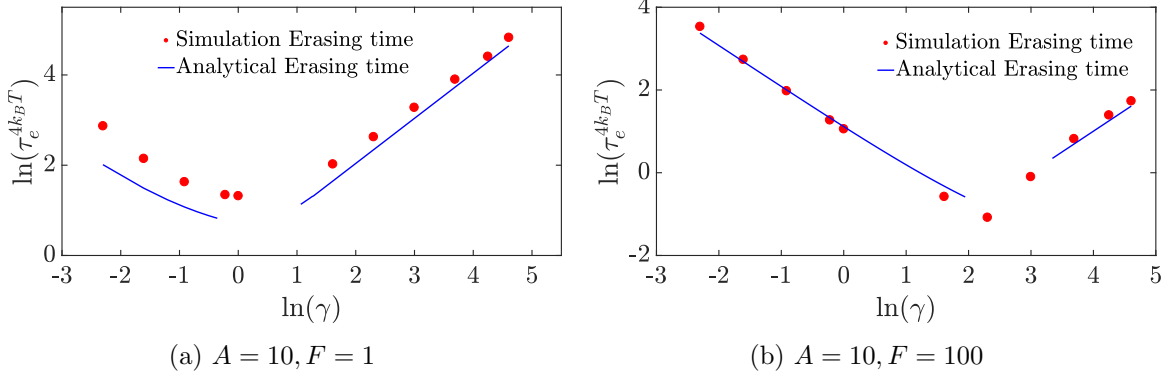 Simulation Erasing time
Analytical Erasing time
ln(τ_e^{4k_BT})
4
2
0
-3 -2 -1 0 1 2 3 4 5
ln(γ)
(a) A = 10, F = 1
Simulation Erasing time
Analytical Erasing time
ln(τ_e^{4k_BT})
4
2
0
-2
-3 -2 -1 0 1 2 3 4 5
ln(γ)
(b) A = 10, F = 100